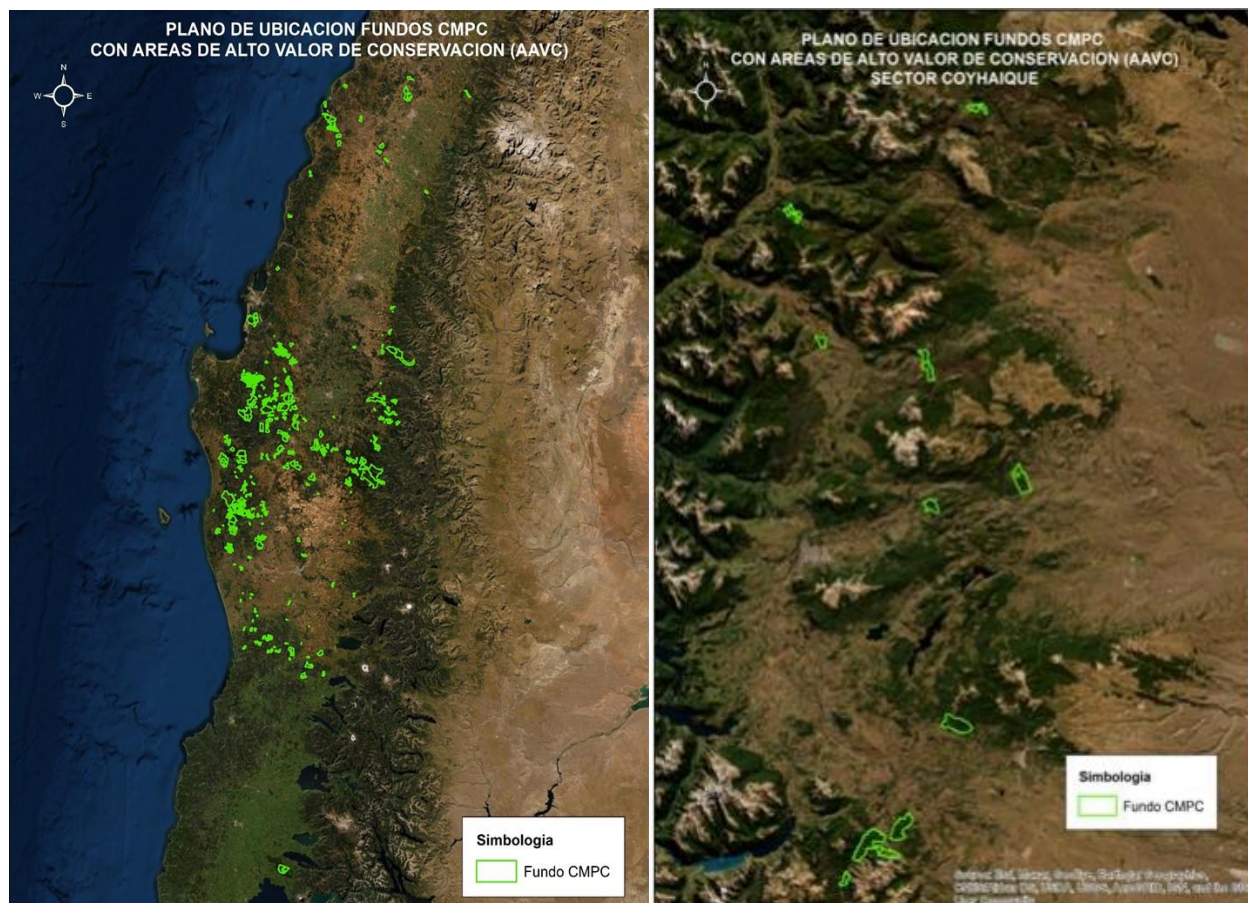 PLANO DE UBICACION FUNDOS CMPC
CON AREAS DE ALTO VALOR DE CONSERVACION (AAVC)
N
W E
S
Simbologia
Fundo CMPC
PLANO DE UBICACION FUNDOS CMPC
CON AREAS DE ALTO VALOR DE CONSERVACION (AAVC)
SECTOR COYHAIQUE
Simbologia
Fundo CMPC